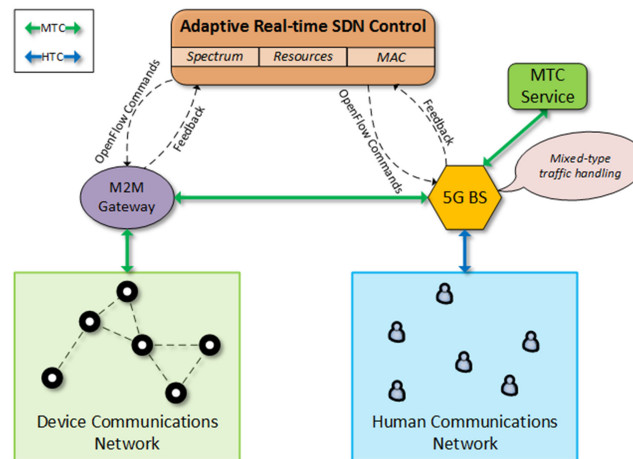 MTC
HTC
Adaptive Real-time SDN Control
Spectrum
Resources
MAC
OpenFlow Commands
Feedback
OpenFlow Commands
Feedback
MTC
Service
M2M
Gateway
5G BS
Mixed-type
traffic handling
Device Communications
Network
Human Communications
Network